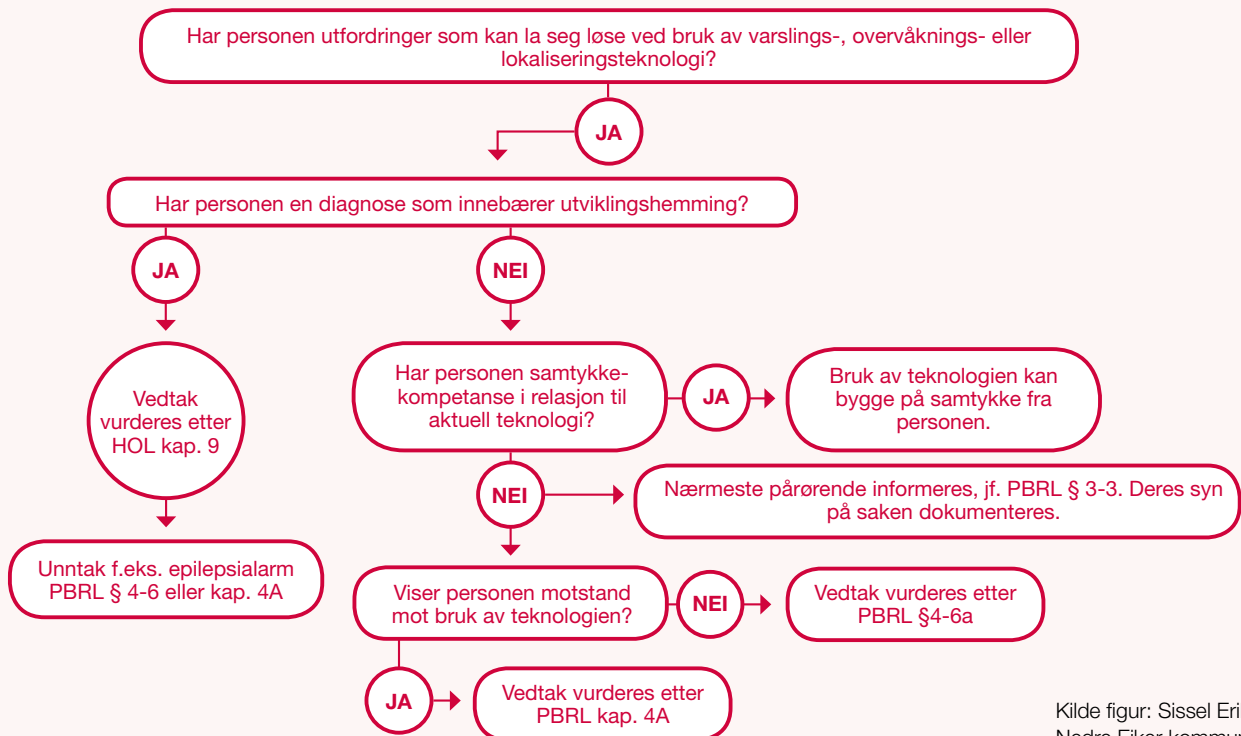 Har personen utfordringer som kan la seg løse ved bruk av varslings-, overvåknings- eller
lokaliseringsteknologi?
JA
Har personen en diagnose som innebærer utviklingshemming?
JA
NEI
Vedtak
vurderes etter
HOL kap. 9
Har personen samtykke-
kompetanse i relasjon til
aktuell teknologi?
JA
Bruk av teknologien kan
bygge på samtykke fra
personen.
NEI
Nærmeste pårørende informeres, jf. PBRL § 3-3. Deres syn
på saken dokumenteres.
Unntak f.eks. epilepsialarm
PBRL § 4-6 eller kap. 4A
Viser personen motstand
mot bruk av teknologien?
NEI
Vedtak vurderes etter
PBRL §4-6a
JA
Vedtak vurderes etter
PBRL kap. 4A
Kilde figur: Sissel Eri